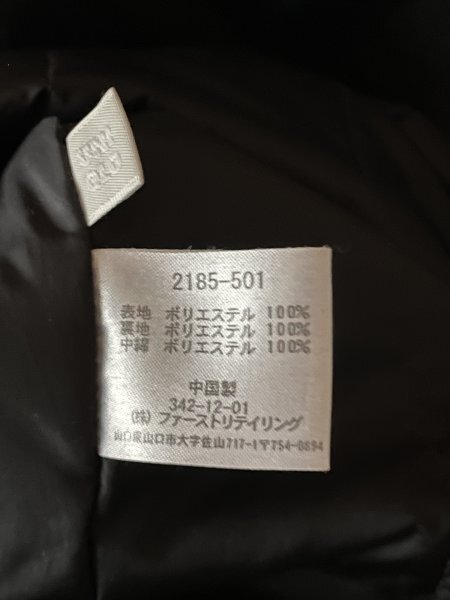 2185-501
表地 ポリエステル 100%
裏地 ポリエステル 100%
中綿 ポリエステル 100%
中国製
342-12-01
(株) ファーストリテイリング
山口県山口市大字佐山717-1〒754-0894